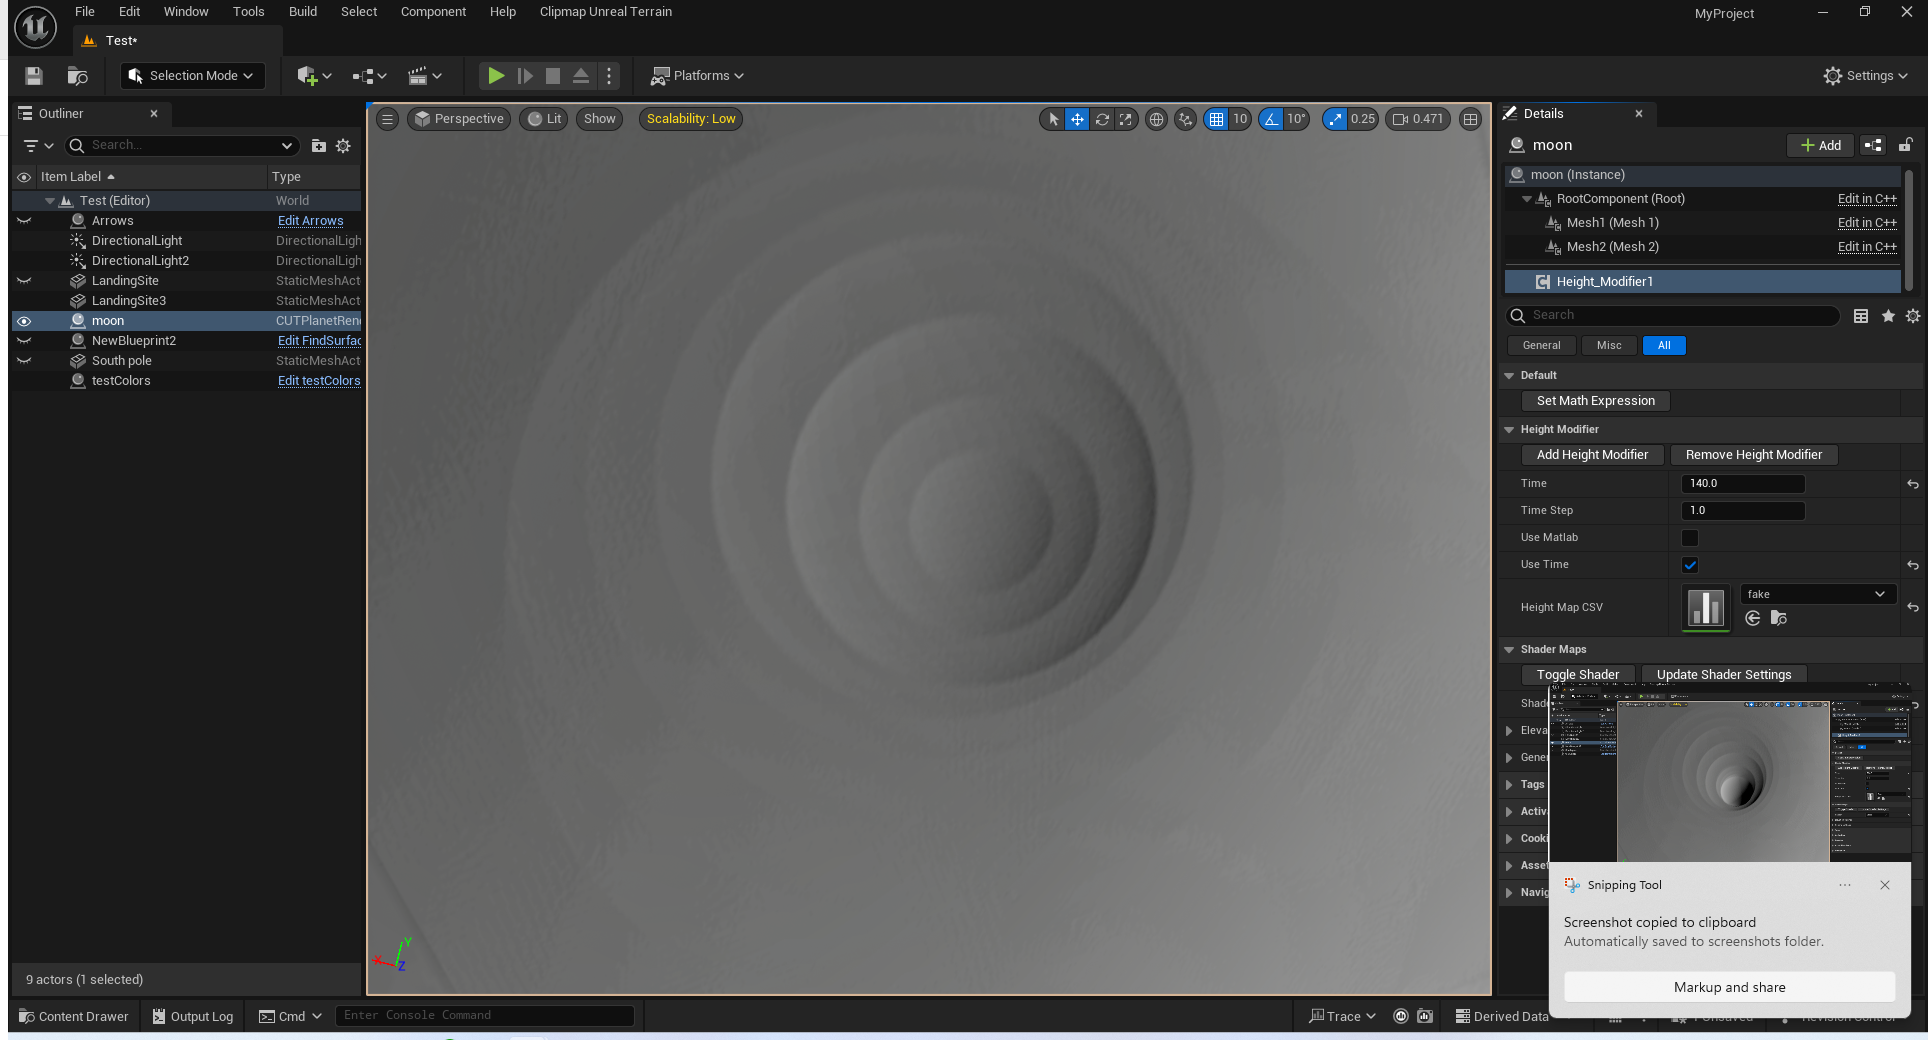 File Edit Window Tools Build Select Component Help Clipmap Unreal Terrain
MyProject
Test*
Selection Mode
Platforms
Settings
Outliner
Search...
Item Label
Type
Test (Editor)
World
Arrows
Edit Arrows
DirectionalLight
DirectionalLigh
DirectionalLight2
DirectionalLigh
LandingSite
StaticMeshAct
LandingSite3
StaticMeshAct
moon
CUTPlanetRen
NewBlueprint2
Edit FindSurfac
South pole
StaticMeshAct
testColors
Edit testColors
9 actors (1 selected)
Perspective
Lit
Show
Scalability: Low
10
10°
0.25
0.471
X
Y
Z
Details
moon
Add
moon (Instance)
RootComponent (Root)
Edit in C++
Mesh1 (Mesh 1)
Edit in C++
Mesh2 (Mesh 2)
Edit in C++
Height_Modifier1
Search
General
Misc
All
Default
Set Math Expression
Height Modifier
Add Height Modifier
Remove Height Modifier
Time
140.0
Time Step
1.0
Use Matlab
Use Time
Height Map CSV
fake
Shader Maps
Toggle Shader
Update Shader Settings
Shade
Eleva
Gener
Tags
Activ
Cooki
Asset
Navig
Snipping Tool
Screenshot copied to clipboard
Automatically saved to screenshots folder.
Markup and share
Content Drawer
Output Log
Cmd
Enter Console Command
Trace
Derived Data